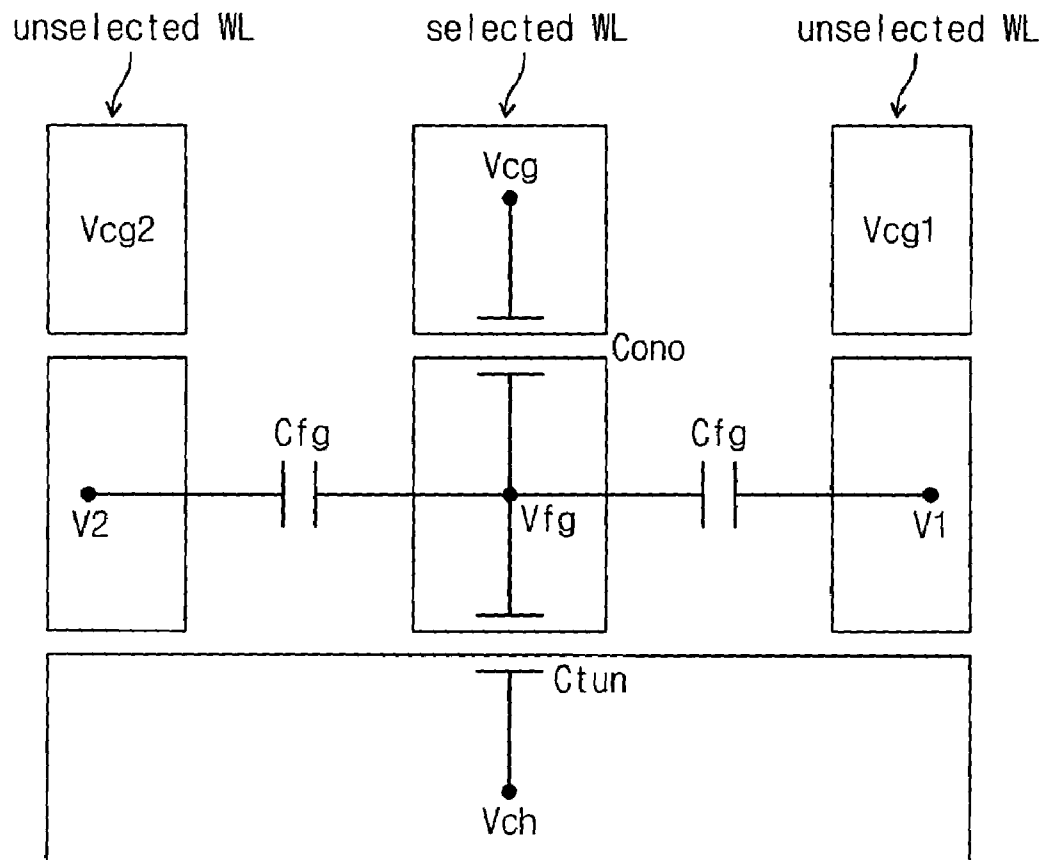 unselected WL
selected WL
unselected WL
Vcg
Vcg2
Vcg1
Cono
Cfg
Cfg
V2
Vfg
V1
Ctun
Vch